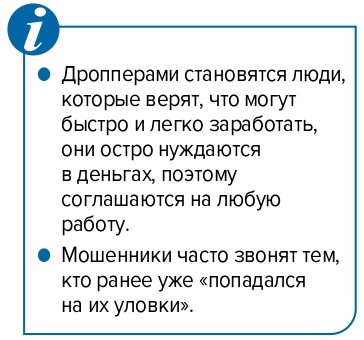 i
• Дропперами становятся люди,
которые верят, что могут
быстро и легко заработать,
они остро нуждаются
в деньгах, поэтому
соглашаются на любую
работу.
• Мошенники часто звонят тем,
кто ранее уже «попадался
на их уловки».